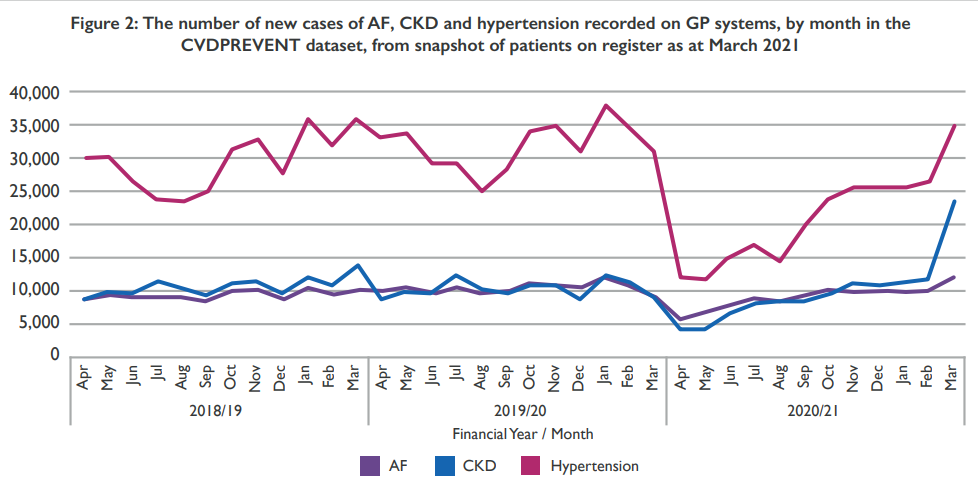 Figure 2: The number of new cases of AF, CKD and hypertension recorded on GP systems, by month in the
CVDPREVENT dataset, from snapshot of patients on register as at March 2021
40,000
35,000
30,000
25,000
20,000
15,000
10,000
5,000
0
Apr May Jun Jul Aug Sep Oct Nov Dec Jan Feb Mar Apr May Jun Jul Aug Sep Oct Nov Dec Jan Feb Mar Apr May Jun Jul Aug Sep Oct Nov Dec Jan Feb Mar
2018/19 2019/20 2020/21
Financial Year / Month
AF CKD Hypertension